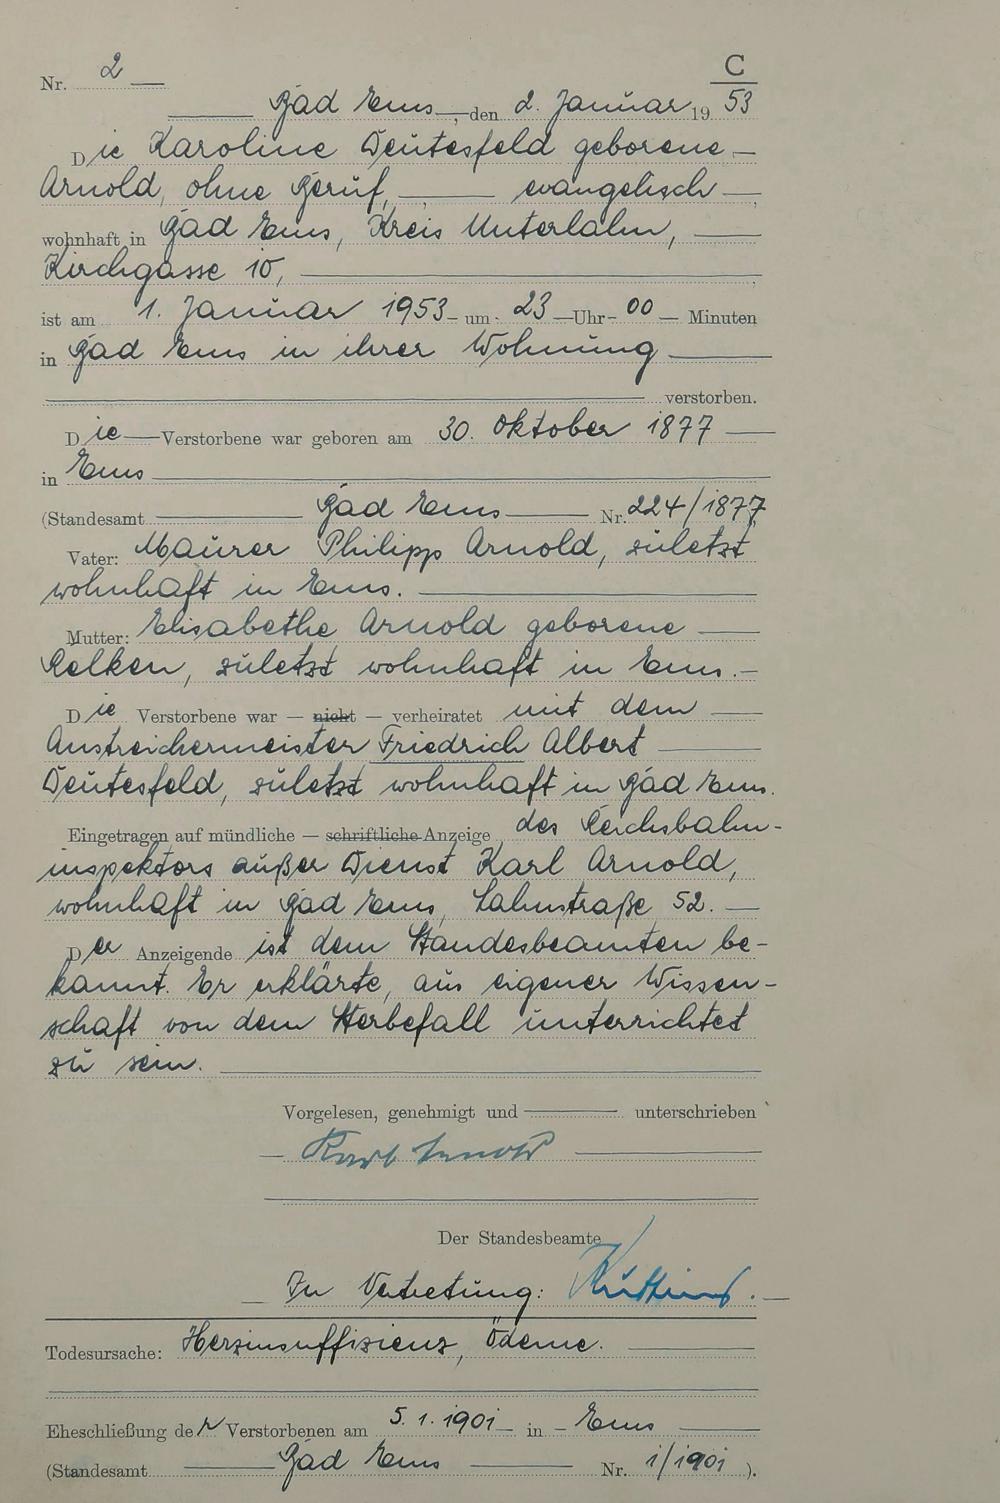 Nr. 2 —
C
Bad Ems, den 2. Januar 19 53
Die Karoline Deutesfeld geborene
Arnold, ohne Beruf, evangelisch
wohnhaft in Bad Ems, Kreis Unterlahn,
Kirchgasse 10,
ist am 1. Januar 1953 um 23 Uhr 00 Minuten
in Bad Ems in ihrer Wohnung
verstorben.
Die Verstorbene war geboren am 30. Oktober 1877
in Ems
(Standesamt Bad Ems Nr. 224/1877
Vater: Maurer Philipp Arnold, zuletzt
wohnhaft in Ems.
Mutter: Elisabethe Arnold geborene
zuletzt wohnhaft in Ems.
Die Verstorbene war — nicht — verheiratet mit dem
Anstreichermeister Friedrich Albert
Deutesfeld, zuletzt wohnhaft in Bad Ems.
Eingetragen auf mündliche — schriftliche Anzeige des Reichsbahn-
inspektors außer Dienst Karl Arnold,
wohnhaft in Bad Ems, Lahnstraße 52.
Der Anzeigende ist dem Standesbeamten be-
kannt. Er erklärte, aus eigener Wissen-
schaft von dem Sterbefall unterrichtet
zu sein.
Vorgelesen, genehmigt und unterschrieben
Karl Arnold
Der Standesbeamte
In Vertretung:
Todesursache: Herzinsuffizienz, Ödeme.
Eheschließung der Verstorbenen am 5. 1. 1901 in Ems
(Standesamt Bad Ems Nr. 1/1901 ).